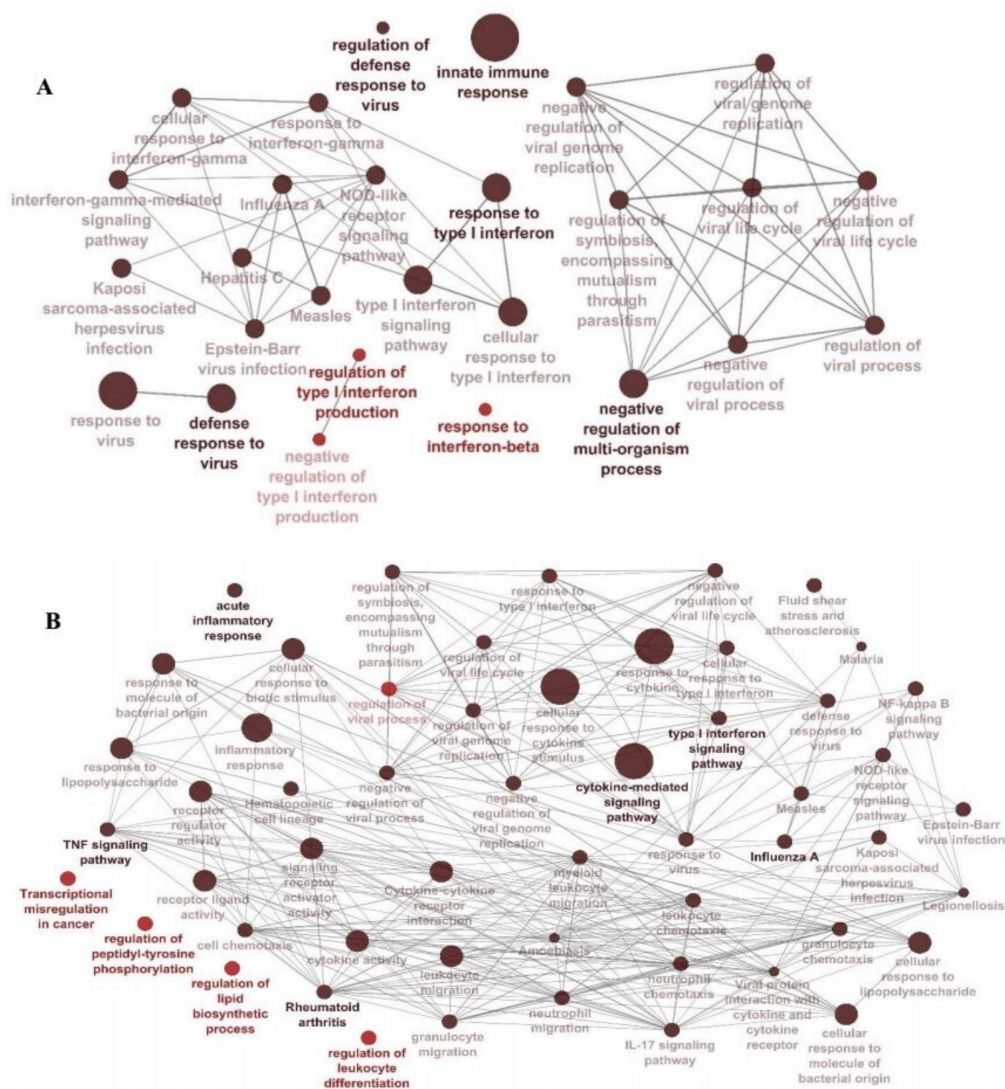 A
regulation of
defense
response to
virus
innate immune
response
cellular
response to
interferon-gamma
response to
interferon-gamma
interferon-gamma-mediated
signaling
pathway
Influenza A
NOD-like
receptor
signaling
pathway
response to
type I interferon
Kaposi
sarcoma-associated
herpesvirus
infection
Hepatitis C
Measles
Epstein-Barr
virus infection
type I interferon
signaling
pathway
cellular
response to
type I interferon
negative
regulation of
viral genome
replication
regulation of
viral genome
replication
regulation of
symbiosis,
encompassing
mutualism
through
parasitism
regulation of
viral life cycle
negative
regulation of
viral life cycle
negative
regulation of
viral process
regulation of
viral process
negative
regulation of
multi-organism
process
response to
virus
defense
response to
virus
regulation of
type I interferon
production
negative
regulation of
type I interferon
production
response to
interferon-beta
B
acute
inflammatory
response
regulation of
symbiosis,
encompassing
mutualism
through
parasitism
response to
type I interferon
negative
regulation of
viral life cycle
Fluid shear
stress and
atherosclerosis
Malaria
response to
molecule of
bacterial origin
cellular
response to
biotic stimulus
regulation of
viral life cycle
response to
cytokine
cellular
response to
type I interferon
regulation of
viral process
regulation of
viral genome
replication
cellular
response to
cytokine
stimulus
type I interferon
signaling
pathway
defense
response to
virus
NF-kappa B
signaling
pathway
response to
lipopolysaccharide
inflammatory
response
negative
regulation of
viral process
negative
regulation of
viral genome
replication
cytokine-mediated
signaling
pathway
Measles
NOD-like
receptor
signaling
pathway
receptor
regulator
activity
Hematopoietic
cell lineage
TNF signaling
pathway
response to
virus
Influenza A
Kaposi
sarcoma-associated
herpesvirus
infection
Epstein-Barr
virus infection
Transcriptional
misregulation
in cancer
receptor ligand
activity
signaling
receptor
activator
activity
Cytokine-cytokine
receptor
interaction
myeloid
leukocyte
migration
leukocyte
chemotaxis
Legionellosis
regulation of
peptidyl-tyrosine
phosphorylation
cell chemotaxis
cytokine activity
leukocyte
migration
Amoebiasis
neutrophil
chemotaxis
granulocyte
chemotaxis
cellular
response to
lipopolysaccharide
regulation of
lipid
biosynthetic
process
Rheumatoid
arthritis
neutrophil
migration
Viral protein
interaction with
cytokine and
cytokine
receptor
regulation of
leukocyte
differentiation
granulocyte
migration
IL-17 signaling
pathway
cellular
response to
molecule of
bacterial origin